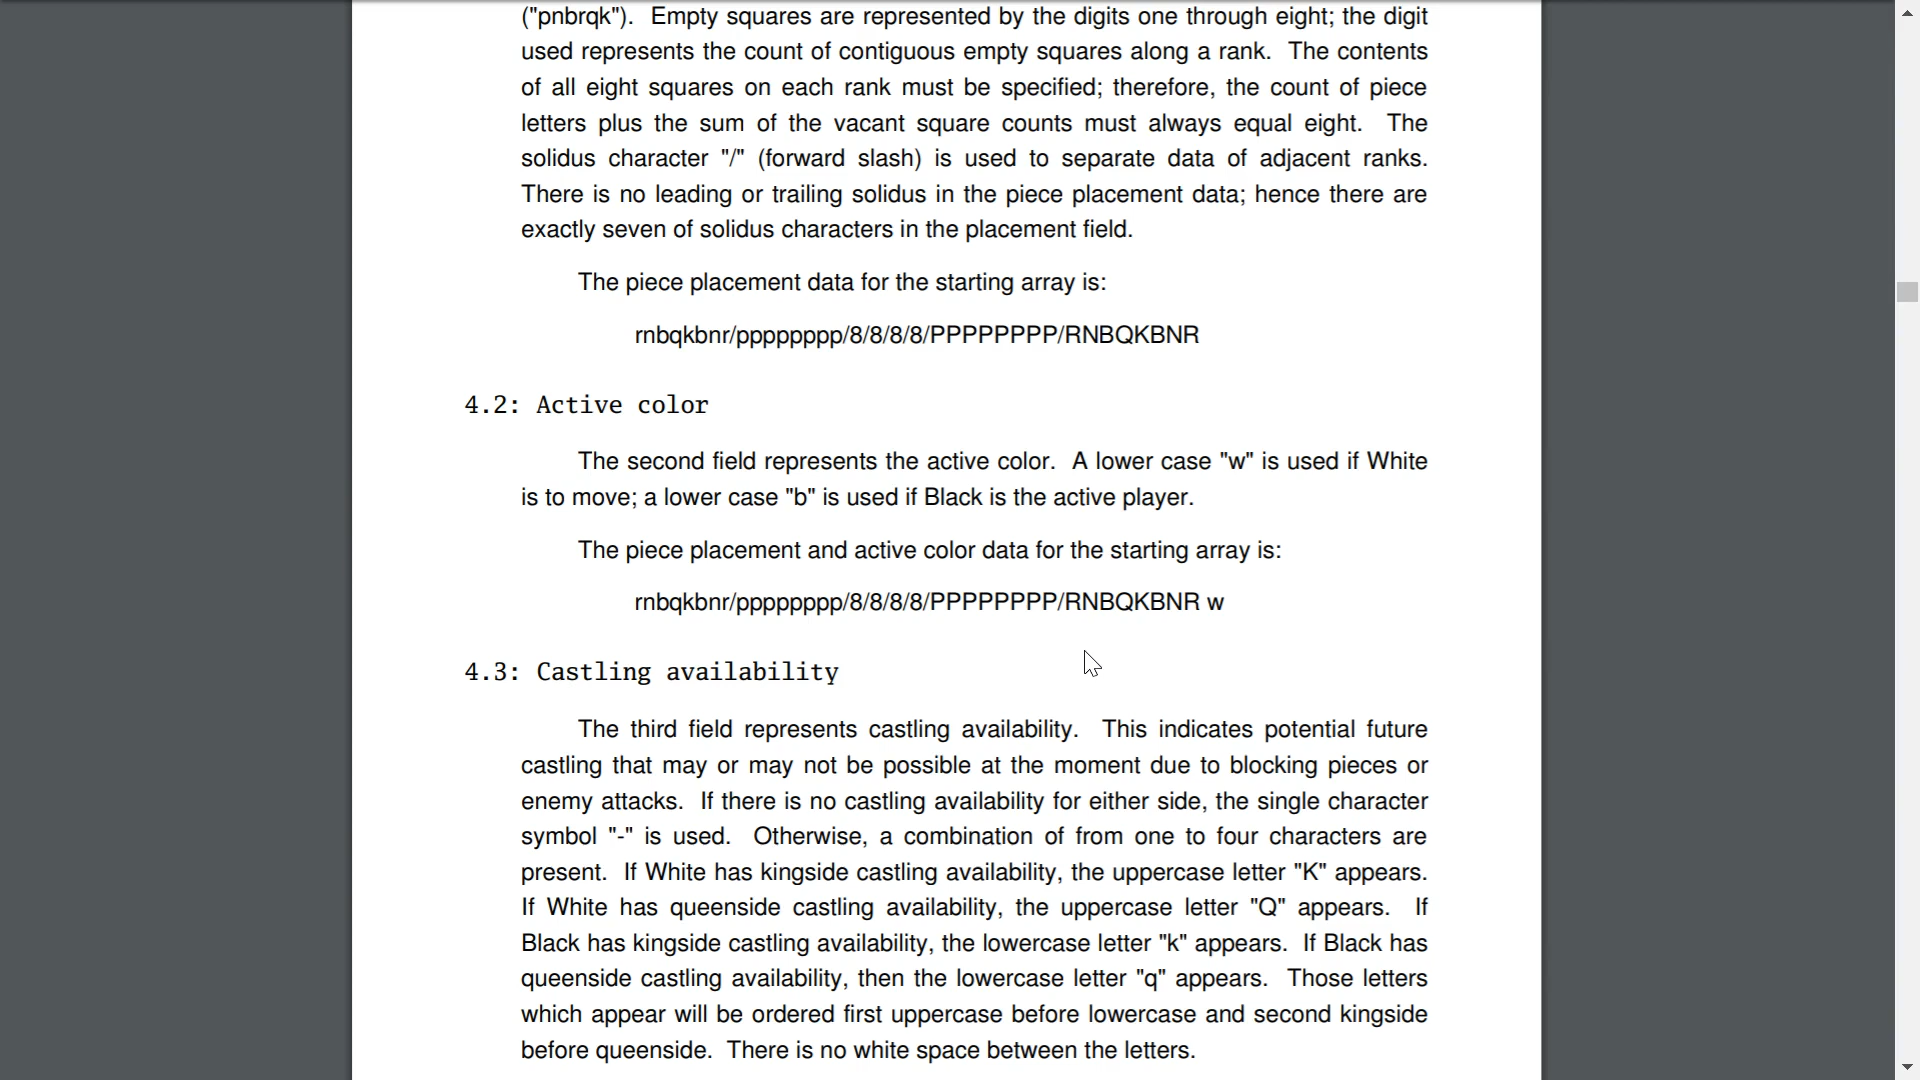 ("pnbrqk").  Empty squares are represented by the digits one through eight; the digit
used represents the count of contiguous empty squares along a rank.  The contents
of all eight squares on each rank must be specified; therefore, the count of piece
letters plus the sum of the vacant square counts must always equal eight.  The
solidus character "/" (forward slash) is used to separate data of adjacent ranks.
There is no leading or trailing solidus in the piece placement data; hence there are
exactly seven of solidus characters in the placement field.
The piece placement data for the starting array is:
rnbqkbnr/pppppppp/8/8/8/8/PPPPPPPP/RNBQKBNR
4.2: Active color
The second field represents the active color.  A lower case "w" is used if White
is to move; a lower case "b" is used if Black is the active player.
The piece placement and active color data for the starting array is:
rnbqkbnr/pppppppp/8/8/8/8/PPPPPPPP/RNBQKBNR w
4.3: Castling availability
The third field represents castling availability.  This indicates potential future
castling that may or may not be possible at the moment due to blocking pieces or
enemy attacks.  If there is no castling availability for either side, the single character
symbol "-" is used.  Otherwise, a combination of from one to four characters are
present.  If White has kingside castling availability, the uppercase letter "K" appears.
If White has queenside castling availability, the uppercase letter "Q" appears.  If
Black has kingside castling availability, the lowercase letter "k" appears.  If Black has
queenside castling availability, then the lowercase letter "q" appears.  Those letters
which appear will be ordered first uppercase before lowercase and second kingside
before queenside.  There is no white space between the letters.